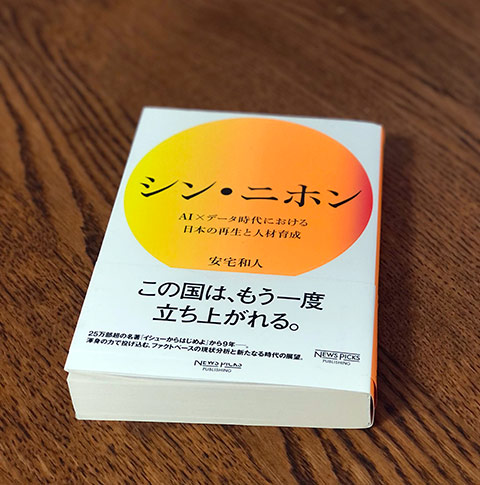 シン・ニホン
AI×データ時代における
日本の再生と人材育成
安宅和人
この国は、もう一度
立ち上がれる。
25万部超の名著『イシューからはじめよ』から9年――。
渾身の力で投げ込む、ファクトベースの現状分析と新たなる時代の展望。
NEWS PICKS
PUBLISHING
NEWS PICKS
PUBLISHING